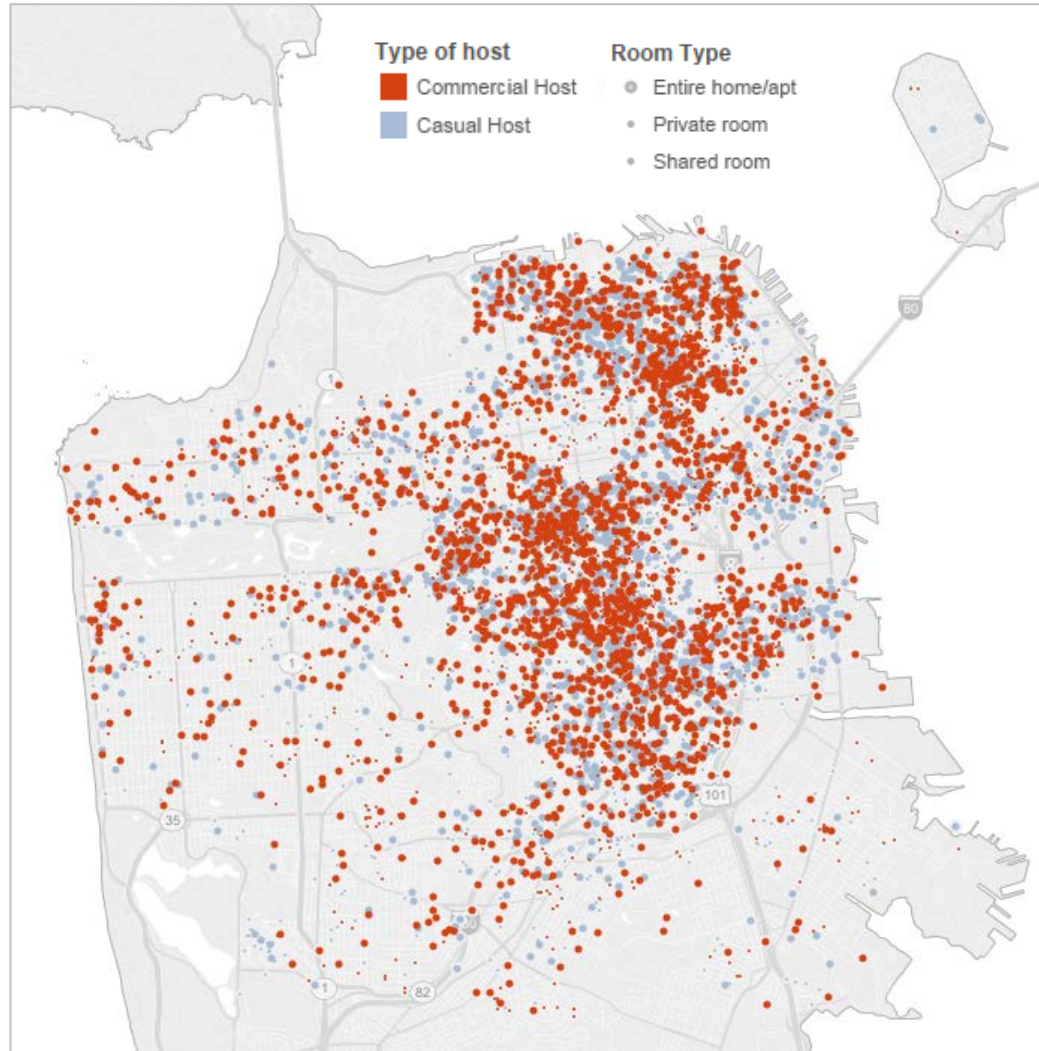 Type of host
Commercial Host
Casual Host
Room Type
Entire home/apt
Private room
Shared room
80
1
1
101
35
1
82